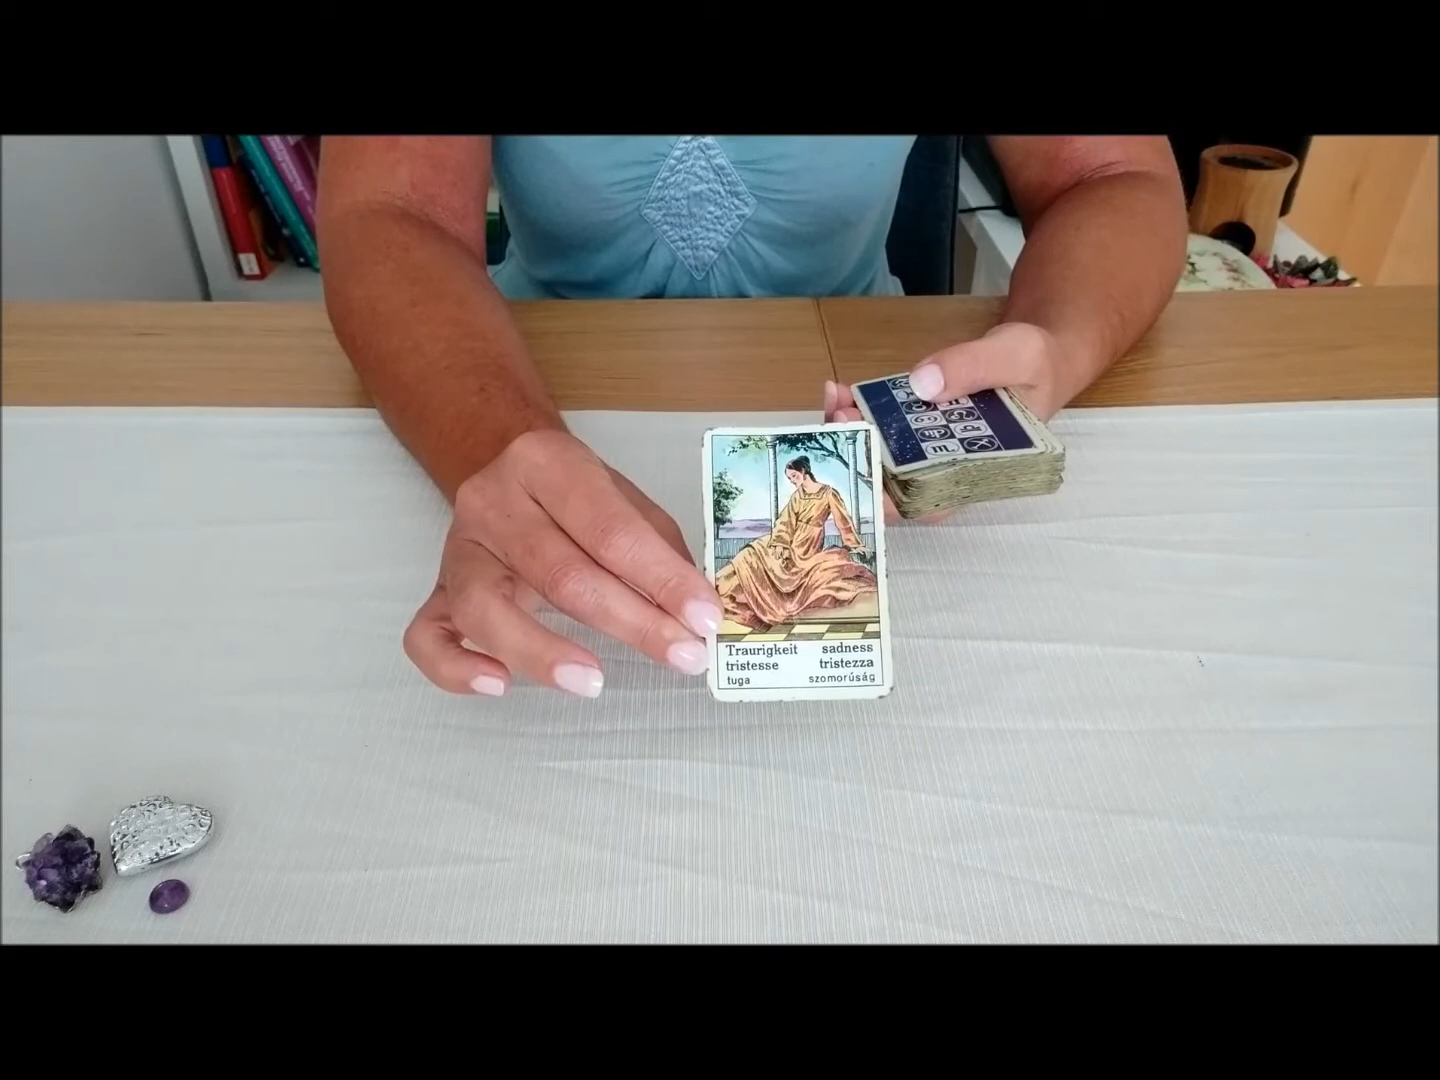 Traurigkeit sadness
tristesse tristezza
tuga szomorúság